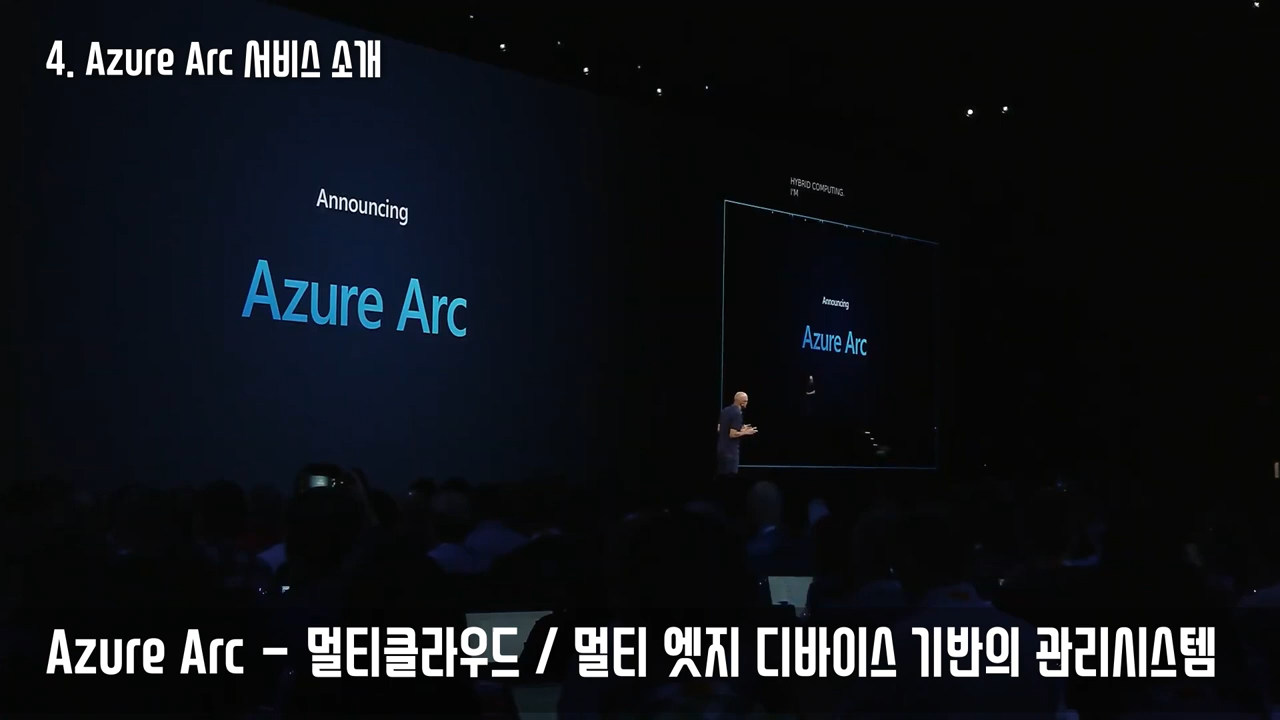 4. Azure Arc 서비스 소개
Announcing
Azure Arc
HYBRID COMPUTING.
I'M
Announcing
Azure Arc
Azure Arc - 멀티클라우드 / 멀티 엣지 디바이스 기반의 관리시스템